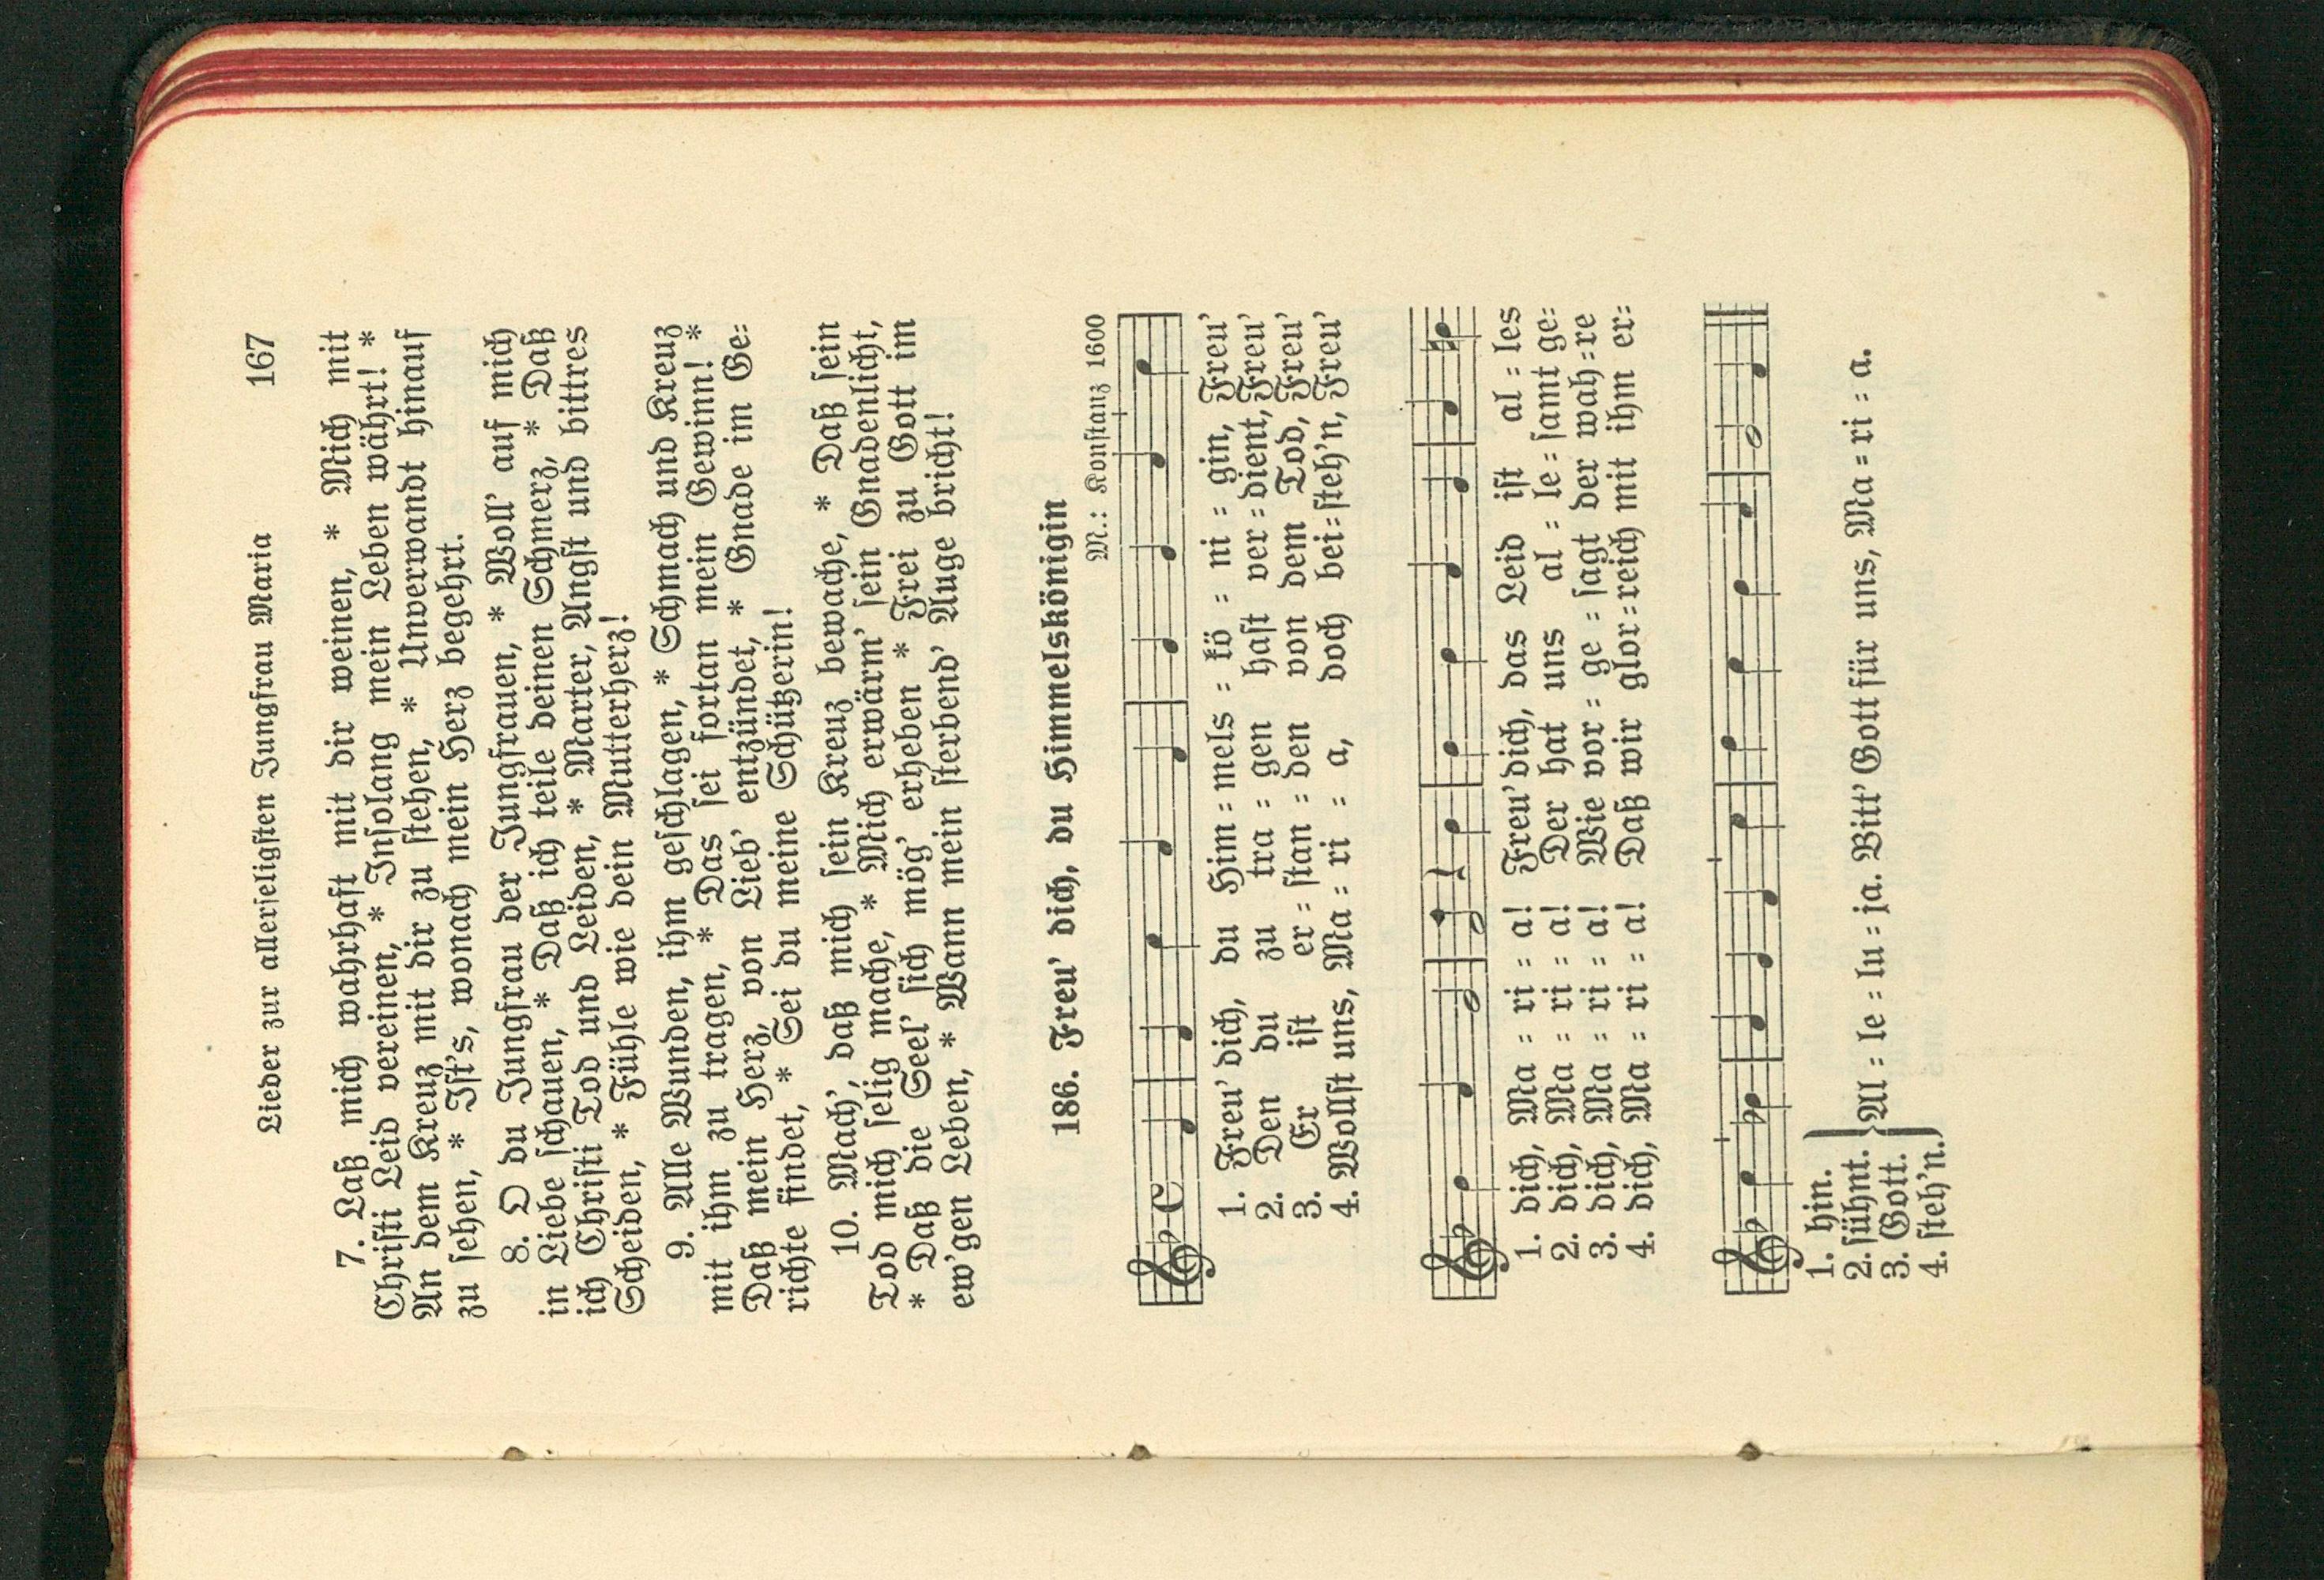 Lieder zur allerseligsten Jungfrau Maria 167
7. Laß mich wahrhaft mit dir weinen, * Mich mit
Christi Leid vereinen, * Insolang mein Leben währt! *
An dem Kreuz mit dir zu stehen, * Unverwandt hinauf
zu sehen, * Ist's, wonach mein Herz begehrt.
8. O du Jungfrau der Jungfrauen, * Woll' auf mich
in Liebe schauen, * Daß ich teile deinen Schmerz, * Daß
ich Christi Tod und Leiden, * Marter, Angst und bittres
Scheiden, * Fühle wie dein Mutterherz!
9. Alle Wunden, ihm geschlagen, * Schmach und Kreuz
mit ihm zu tragen, * Das sei fortan mein Gewinn! *
Daß mein Herz, von Lieb' entzündet, * Gnade im Ge=
richte findet, * Sei du meine Schützerin!
10. Mach', daß mich sein Kreuz bewache, * Daß sein
Tod mich selig mache, * Mich erwärm' sein Gnadenlicht,
* Daß die Seel' sich mög' erheben * Frei zu Gott im
ew'gen Leben, * Wann mein sterbend' Auge bricht!
186. Freu' dich, du Himmelskönigin
M.: Konstanz 1600
1. Freu' dich, du Him = mels = kö = ni = gin, Freu'
2. Den du zu tra = gen hast ver = dient, Freu'
3. Er ist er = stan = den von dem Tod, Freu'
4. Wollst uns, Ma = ri = a, doch bei = steh'n, Freu'
1. dich, Ma = ri = a! Freu' dich, das Leid ist al = les
2. dich, Ma = ri = a! Der hat uns al = le = samt ge=
3. dich, Ma = ri = a! Wie vor = ge = sagt der wah = re
4. dich, Ma = ri = a! Daß wir glor = reich mit ihm er=
1. hin.
2. sühnt. Al = le = lu = ja. Bitt' Gott für uns, Ma = ri = a.
3. Gott.
4. steh'n.